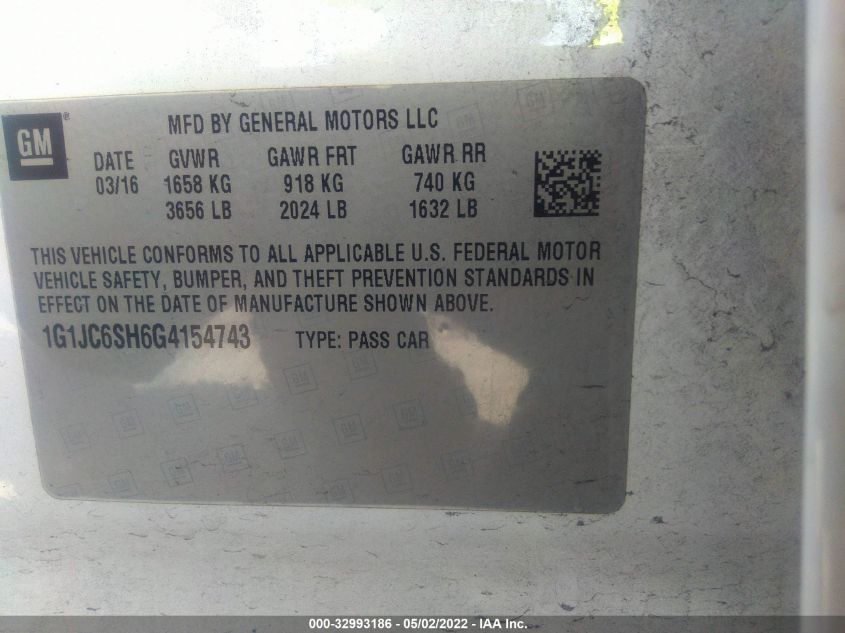 GM ® MFD BY GENERAL MOTORS LLC
DATE GVWR GAWR FRT GAWR RR
03/16 1658 KG 918 KG 740 KG
3656 LB 2024 LB 1632 LB
THIS VEHICLE CONFORMS TO ALL APPLICABLE U.S. FEDERAL MOTOR
VEHICLE SAFETY, BUMPER, AND THEFT PREVENTION STANDARDS IN
EFFECT ON THE DATE OF MANUFACTURE SHOWN ABOVE.
1G1JC6SH6G4154743 TYPE: PASS CAR
000-32993186 - 05/02/2022 - IAA Inc.